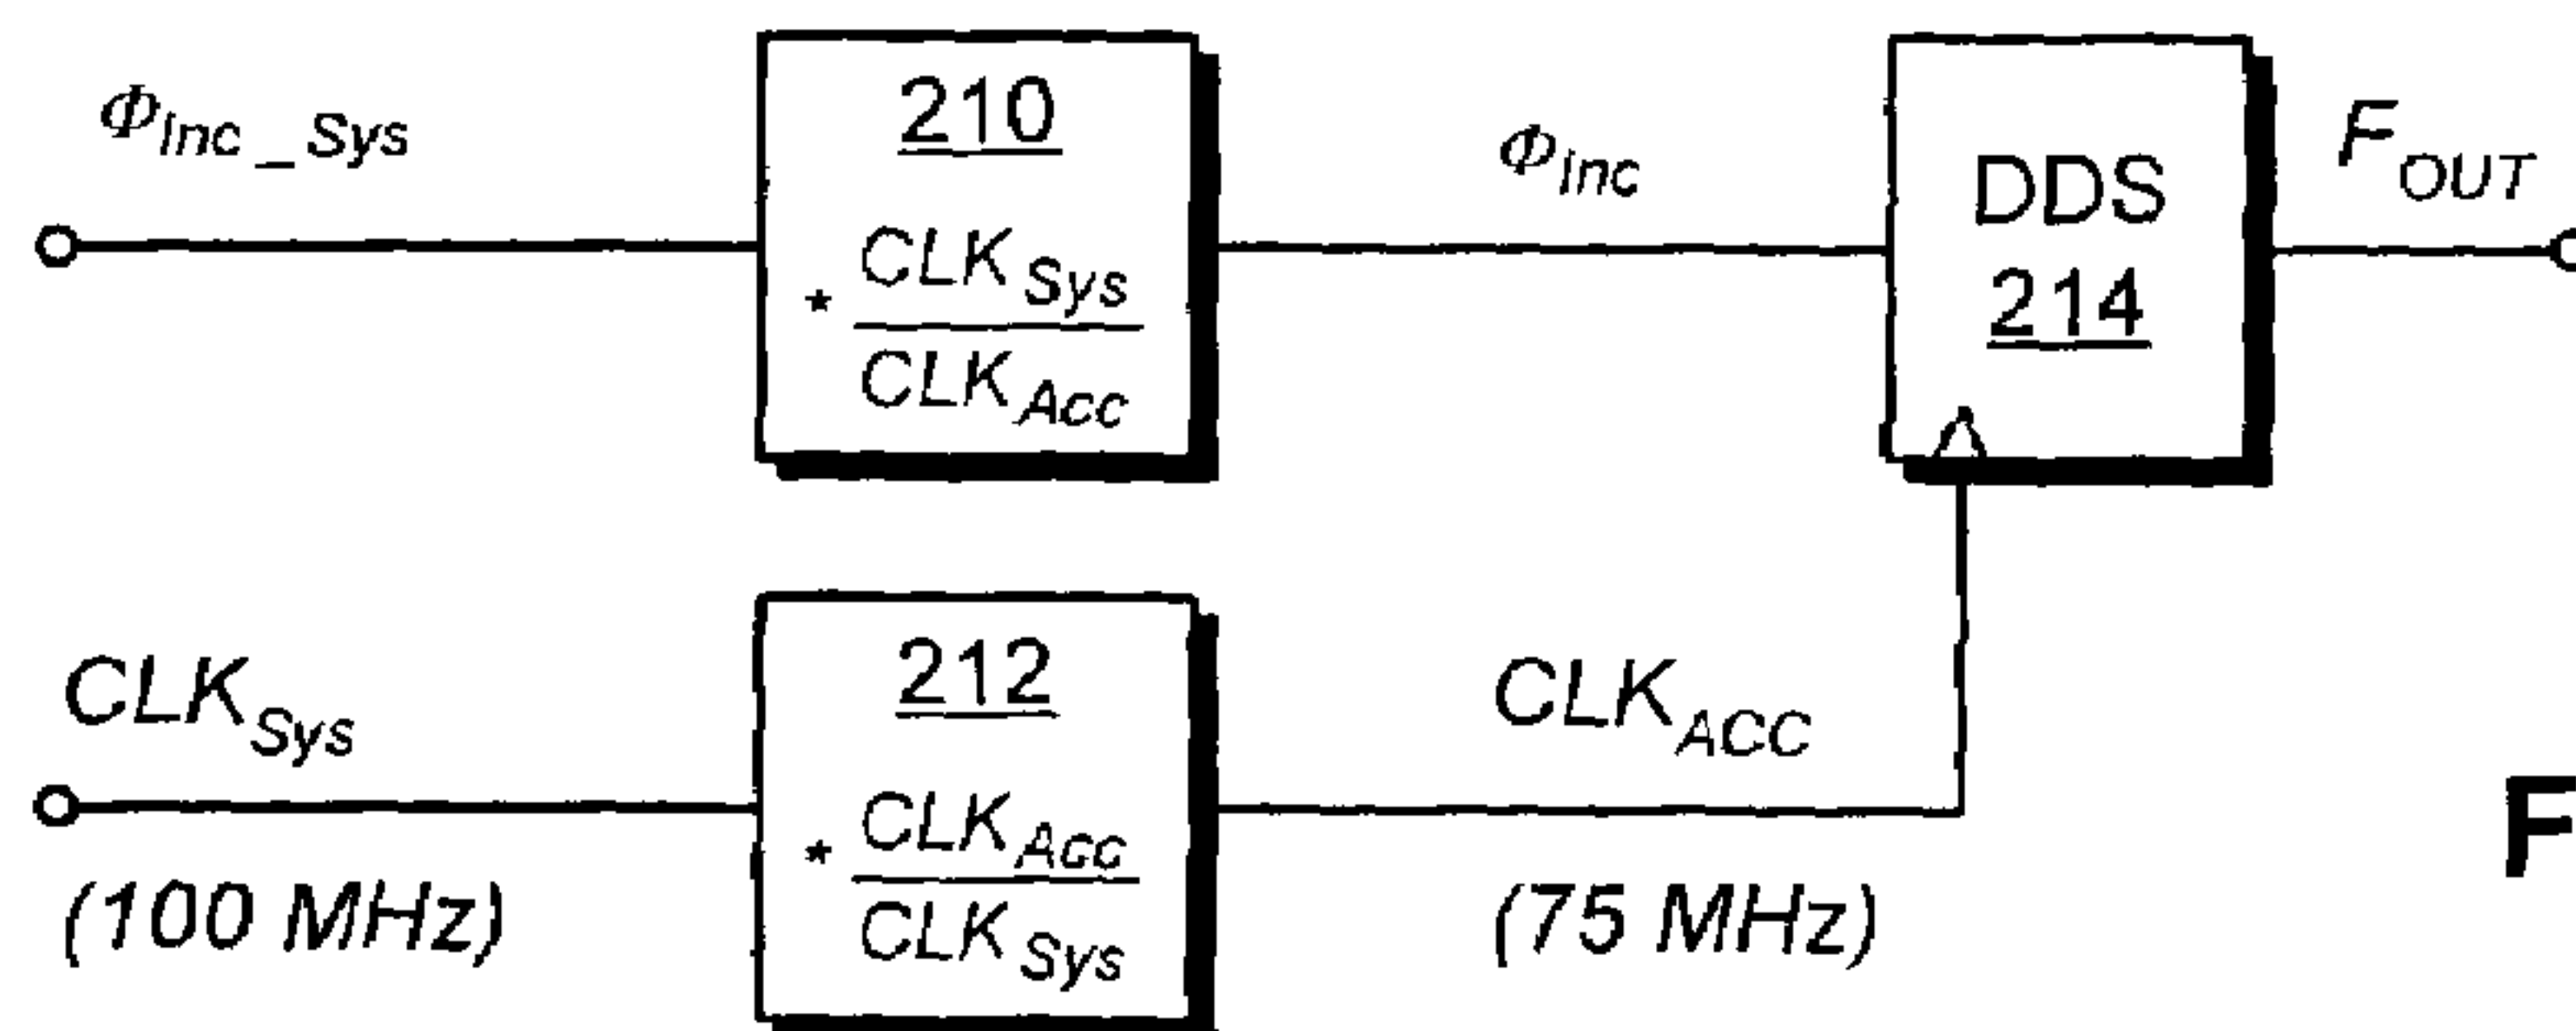 Φ_Inc_Sys
210
* CLK_Sys
CLK_Acc
Φ_Inc
DDS
214
F_OUT
CLK_Sys
(100 MHz)
212
* CLK_Acc
CLK_Sys
CLK_ACC
(75 MHz)
F